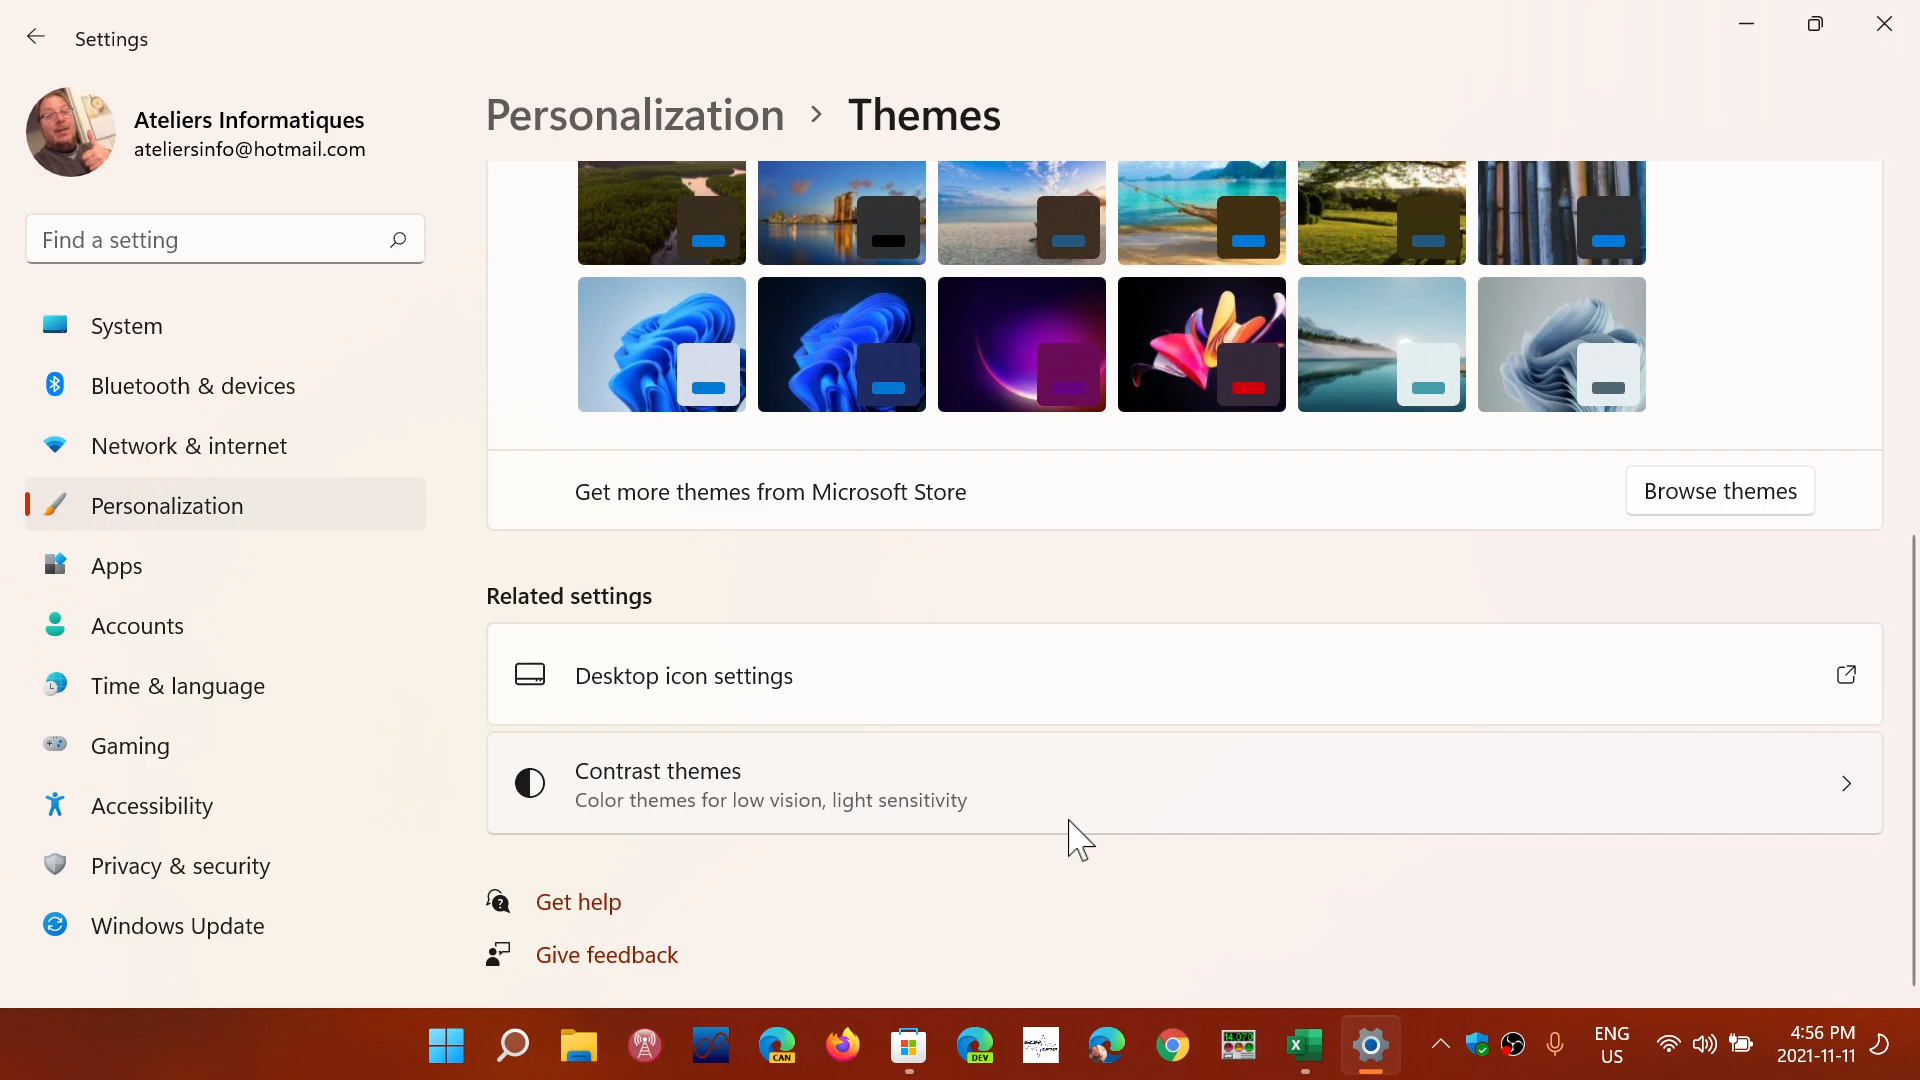 Settings
Ateliers Informatiques
ateliersinfo@hotmail.com
Find a setting
System
Bluetooth & devices
Network & internet
Personalization
Apps
Accounts
Time & language
Gaming
Accessibility
Privacy & security
Windows Update
Personalization > Themes
Get more themes from Microsoft Store
Browse themes
Related settings
Desktop icon settings
Contrast themes
Color themes for low vision, light sensitivity
Get help
Give feedback
CAN
DEV
ENG
US
4:56 PM
2021-11-11